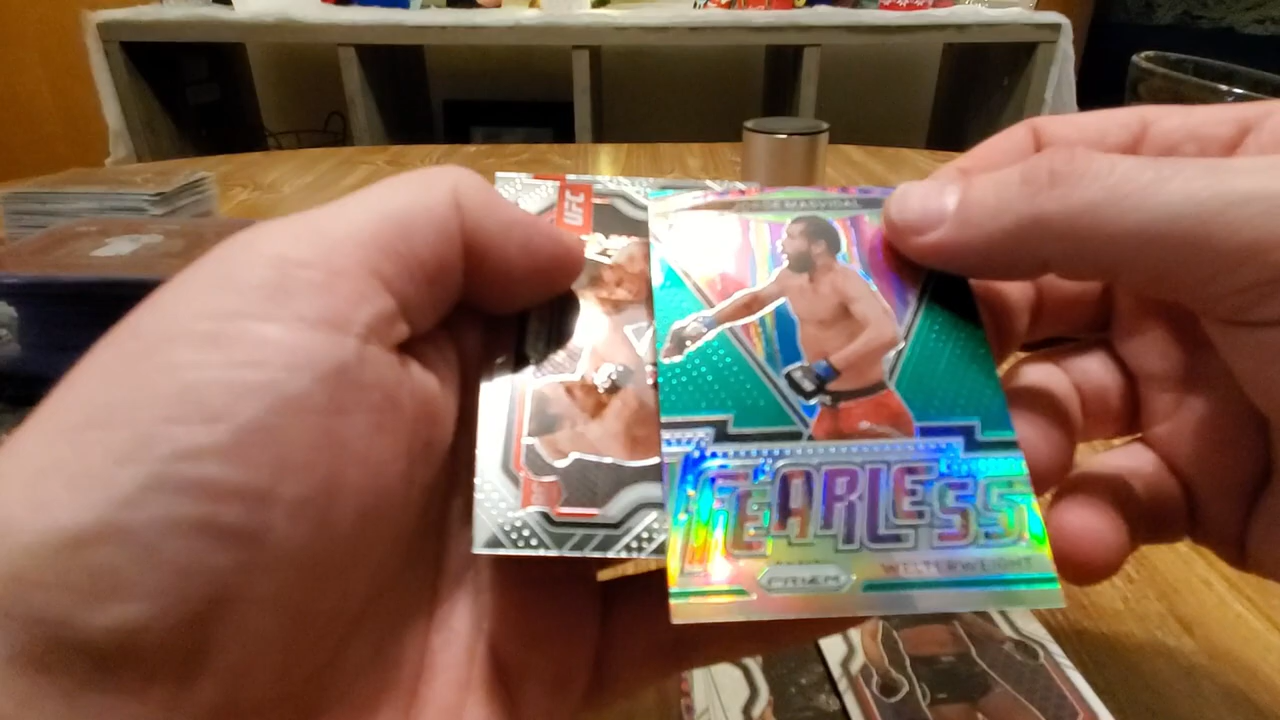 UFC
JORGE MASVIDAL
FEARLESS
WELTERWEIGHT
PRIZM